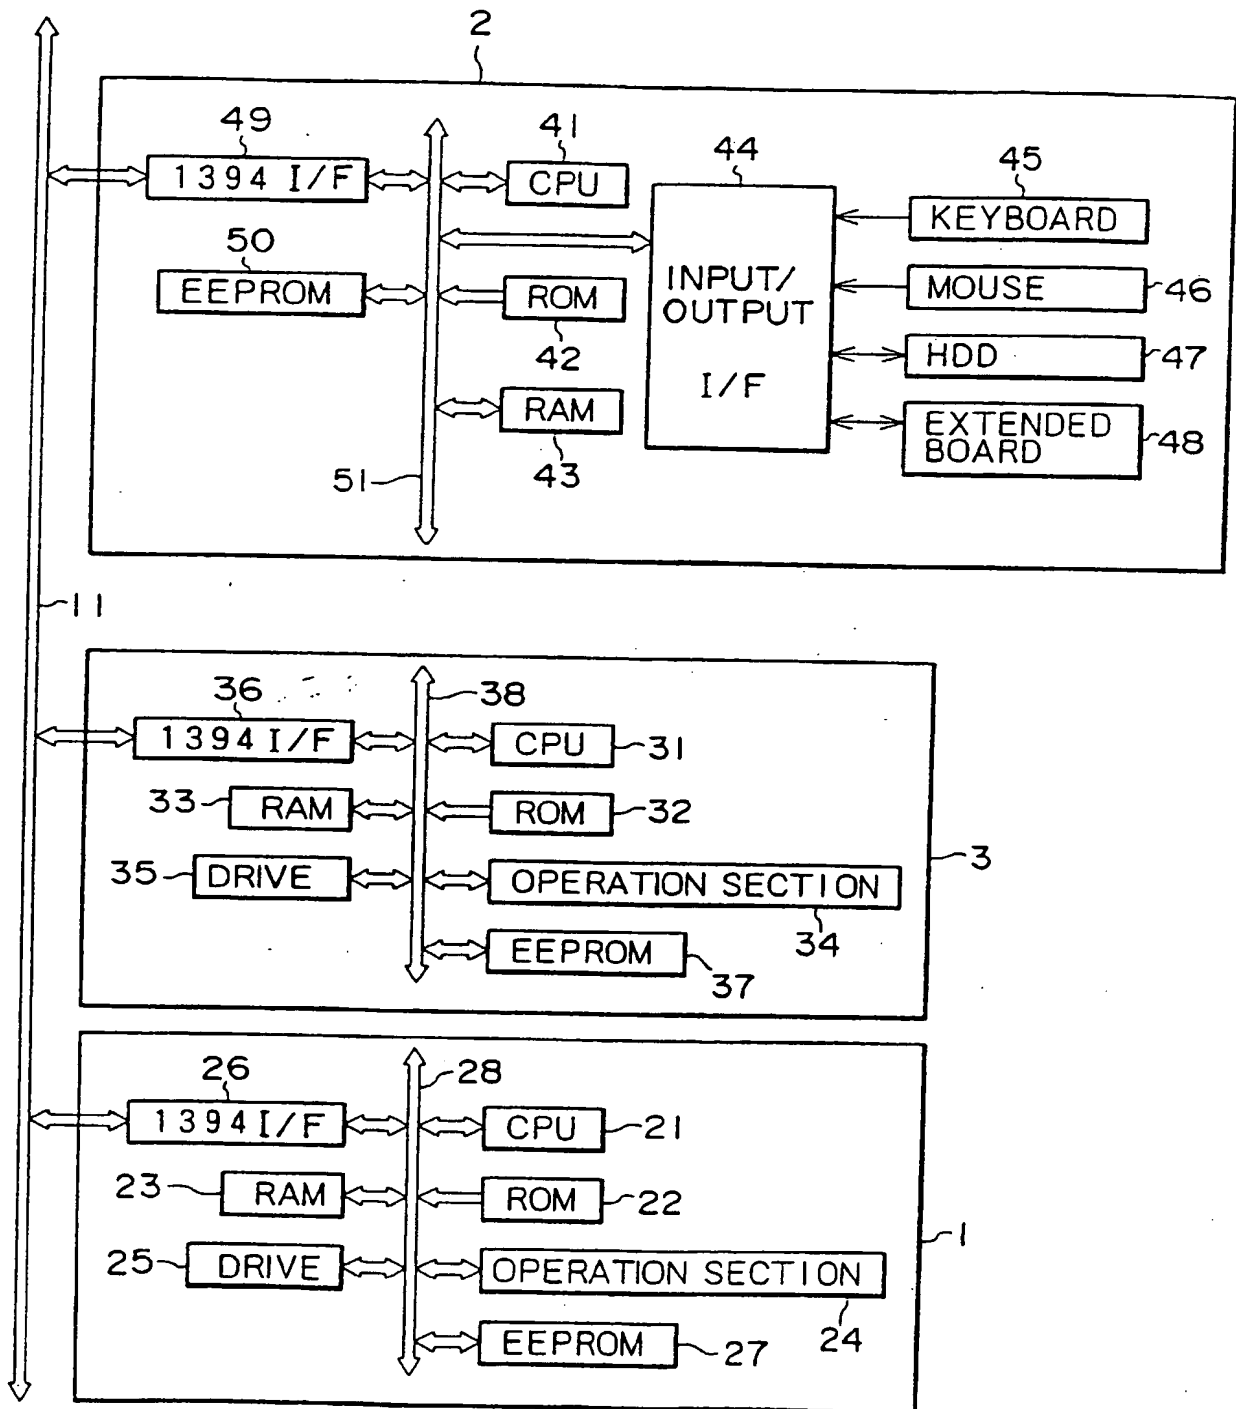 2
49
1394 I/F
41
CPU
44
INPUT/
OUTPUT
I/F
45
KEYBOARD
50
EEPROM
ROM
42
MOUSE
46
HDD
47
RAM
43
EXTENDED
BOARD
48
51
11
36
1394 I/F
38
CPU
31
33
RAM
ROM
32
35
DRIVE
OPERATION SECTION
34
3
EEPROM
37
26
1394 I/F
28
CPU
21
23
RAM
ROM
22
25
DRIVE
OPERATION SECTION
24
1
EEPROM
27